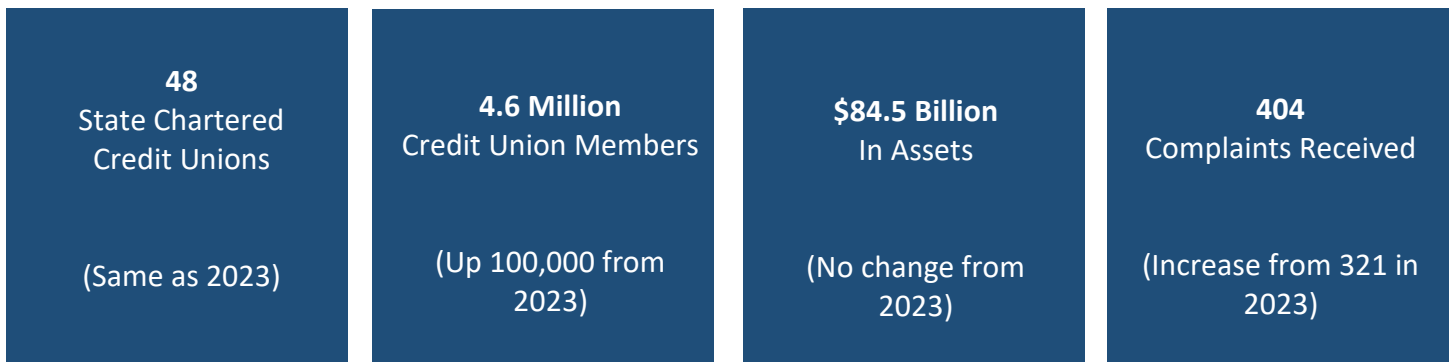 48
State Chartered
Credit Unions
(Same as 2023)
4.6 Million
Credit Union Members
(Up 100,000 from
2023)
$84.5 Billion
In Assets
(No change from
2023)
404
Complaints Received
(Increase from 321 in
2023)